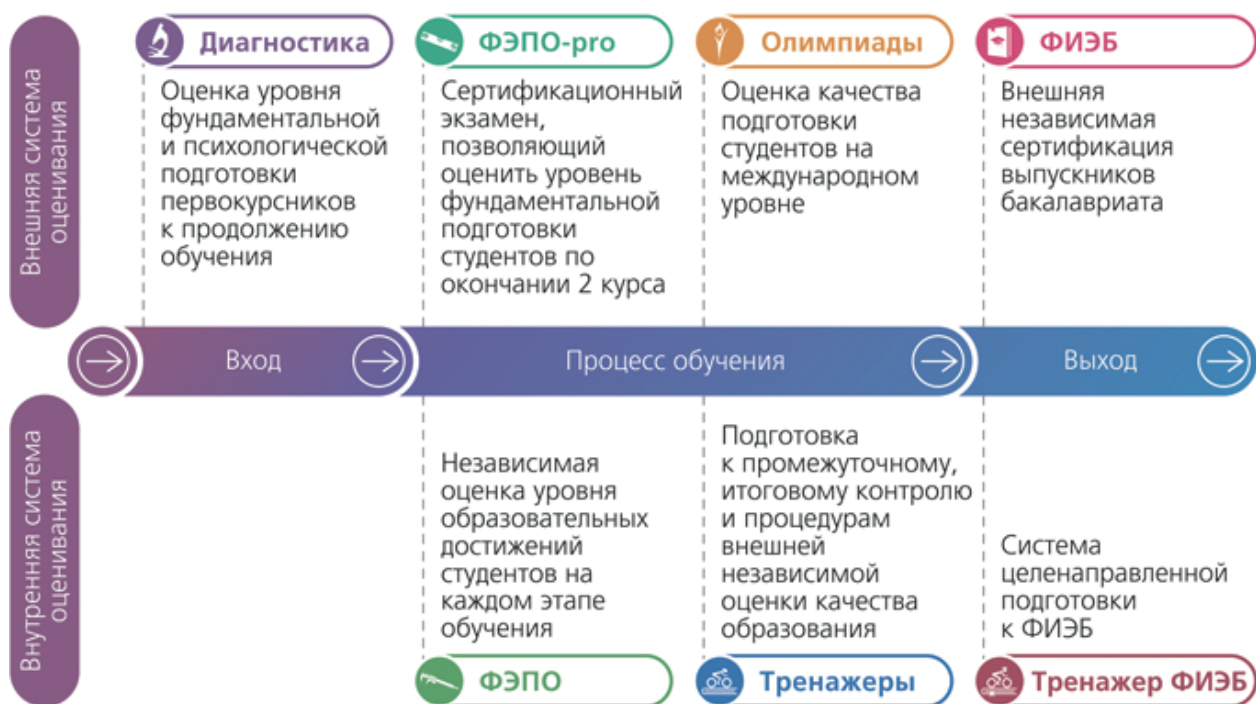 Внешняя система
оценивания
Диагностика
Оценка уровня
фундаментальной
и психологической
подготовки
первокурсников
к продолжению
обучения
ФЭПО-pro
Сертификационный
экзамен,
позволяющий
оценить уровень
фундаментальной
подготовки
студентов по
окончании 2 курса
Олимпиады
Оценка качества
подготовки
студентов на
международном
уровне
ФИЭБ
Внешняя
независимая
сертификация
выпускников
бакалавриата
Вход
Процесс обучения
Выход
Внутренняя система
оценивания
Независимая
оценка уровня
образовательных
достижений
студентов на
каждом этапе
обучения
ФЭПО
Подготовка
к промежуточному,
итоговому контролю
и процедурам
внешней
независимой
оценки качества
образования
Тренажеры
Система
целенаправленной
подготовки
к ФИЭБ
Тренажер ФИЭБ